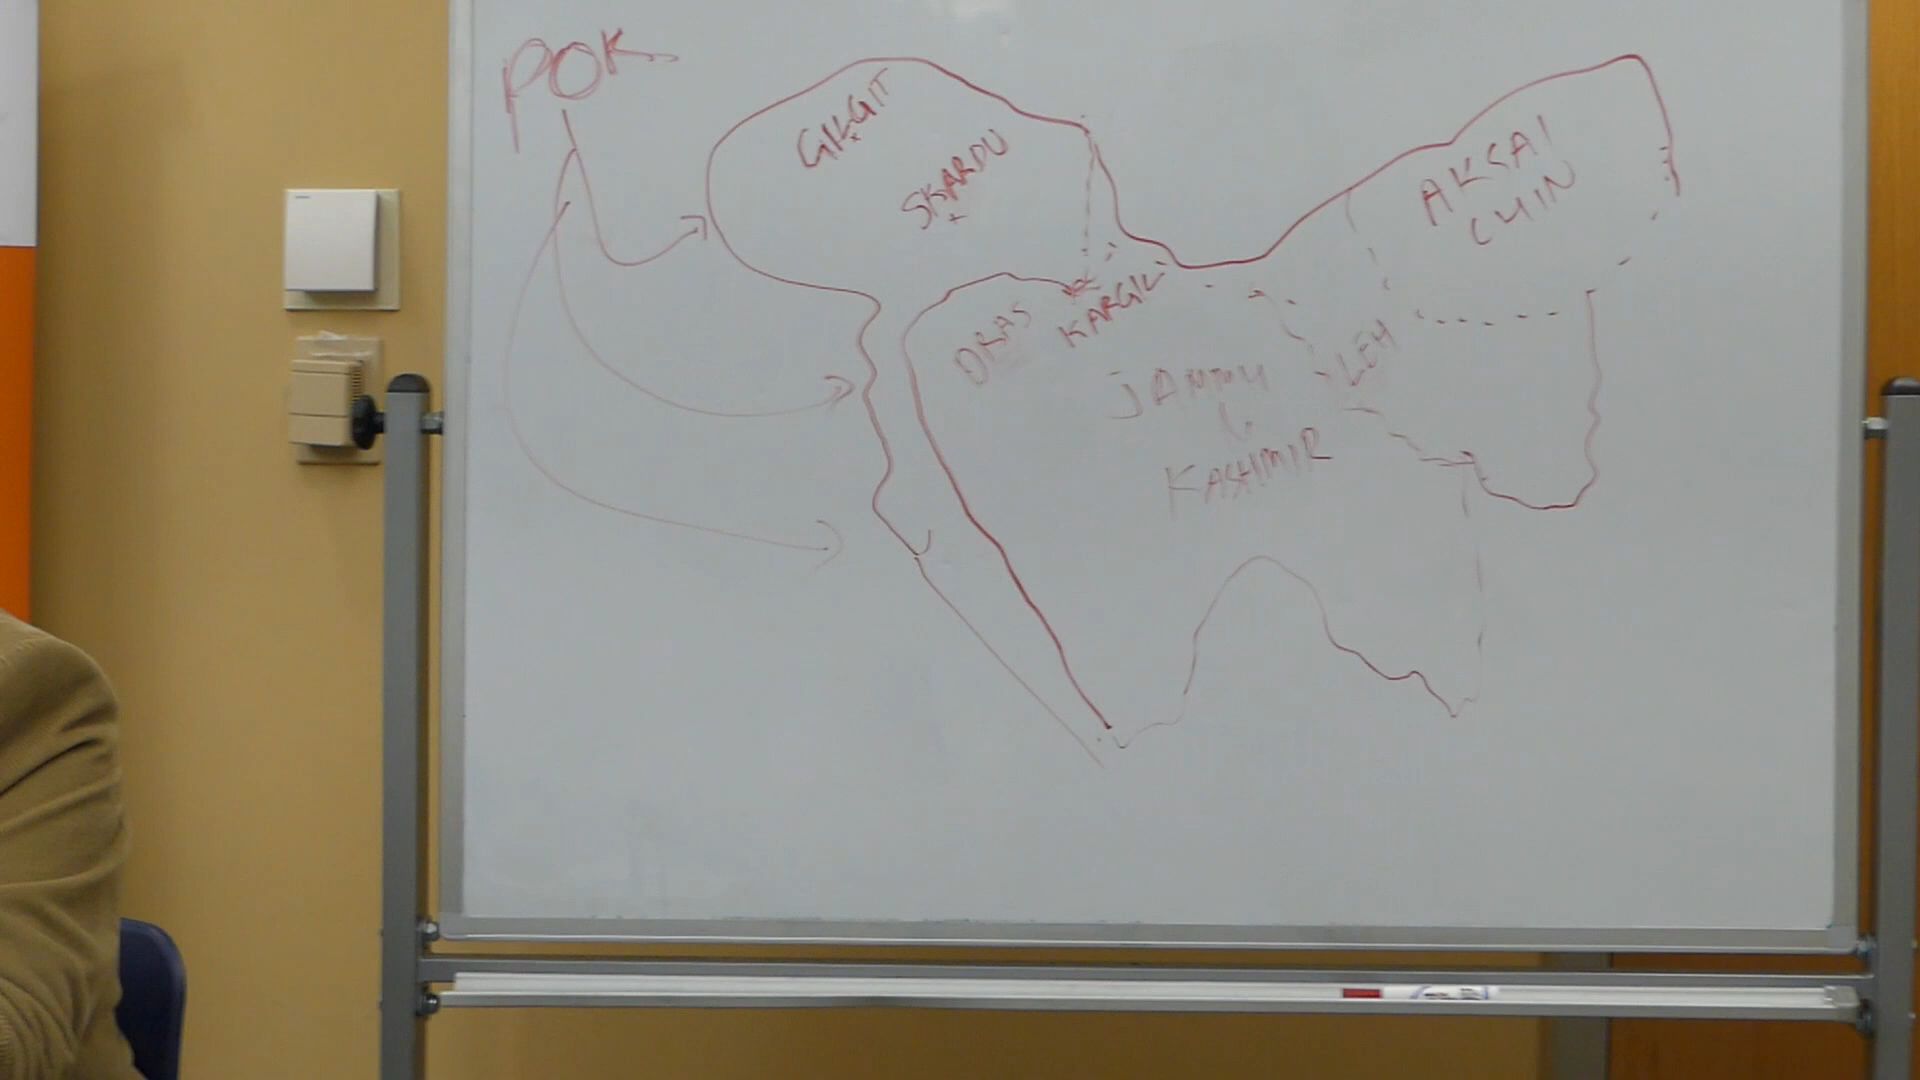 POK
GILGIT
SKARDU
AKSAI
CHIN
DRAS
KARGIL
LEH
JAMMU
&
KASHMIR